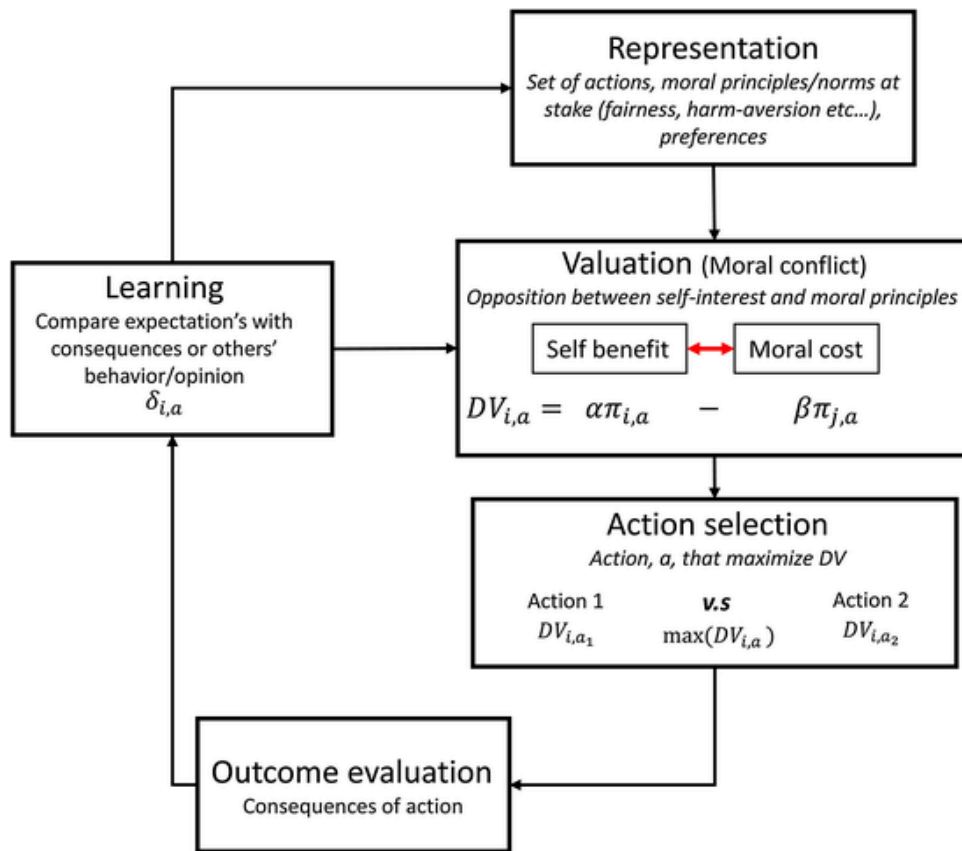 Representation
Set of actions, moral principles/norms at
stake (fairness, harm-aversion etc...),
preferences
Valuation (Moral conflict)
Opposition between self-interest and moral principles
Self benefit Moral cost
DV_{i,a} = απ_{i,a} − βπ_{j,a}
Learning
Compare expectation's with
consequences or others'
behavior/opinion
δ_{i,a}
Action selection
Action, a, that maximize DV
Action 1 v.s Action 2
DV_{i,a_1} max(DV_{i,a}) DV_{i,a_2}
Outcome evaluation
Consequences of action